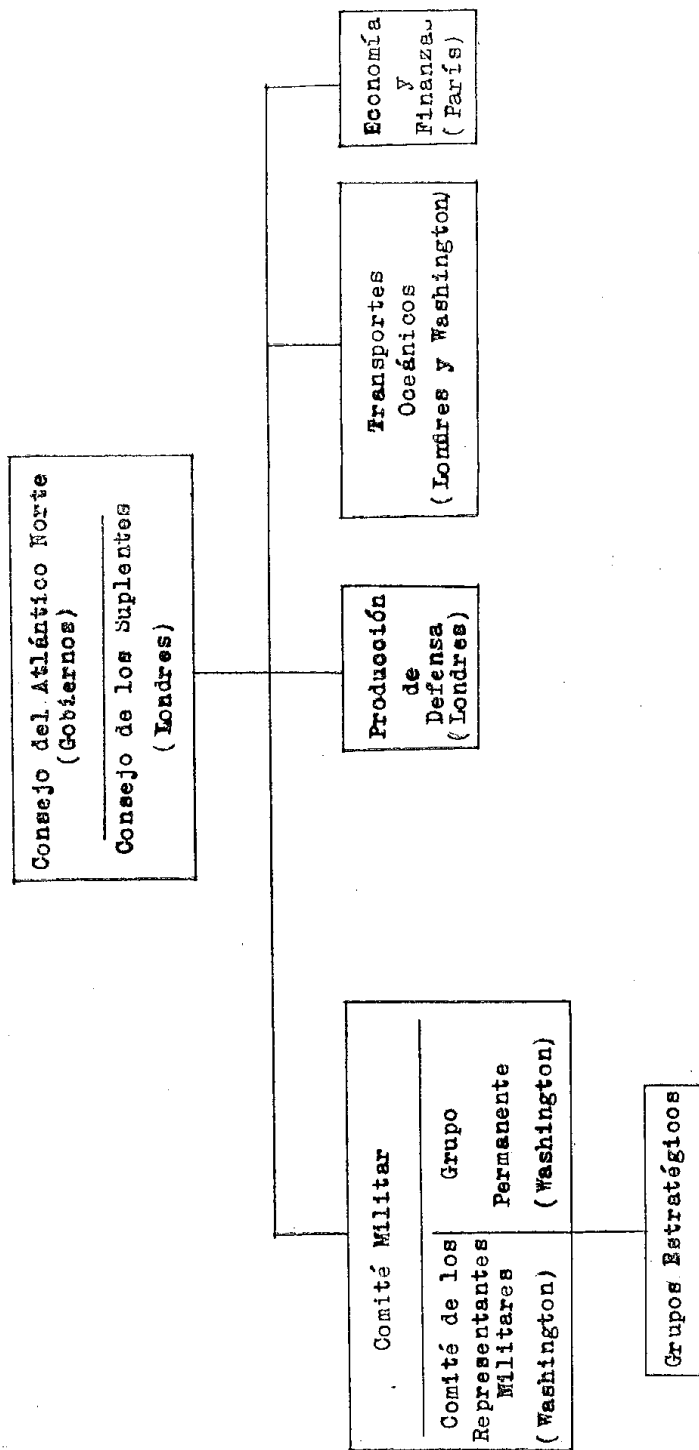 Consejo del Atlántico Norte
(Gobiernos)
Consejo de los Suplentes
(Londres)
Comité Militar
Comité de los
Representantes
Militares
(Washington)
Grupo
Permanente
(Washington)
Grupos Estratégicos
Producción
de
Defensa
(Londres)
Transportes
Oceánicos
(Londres y Washington)
Economía
y
Finanzas
(París)